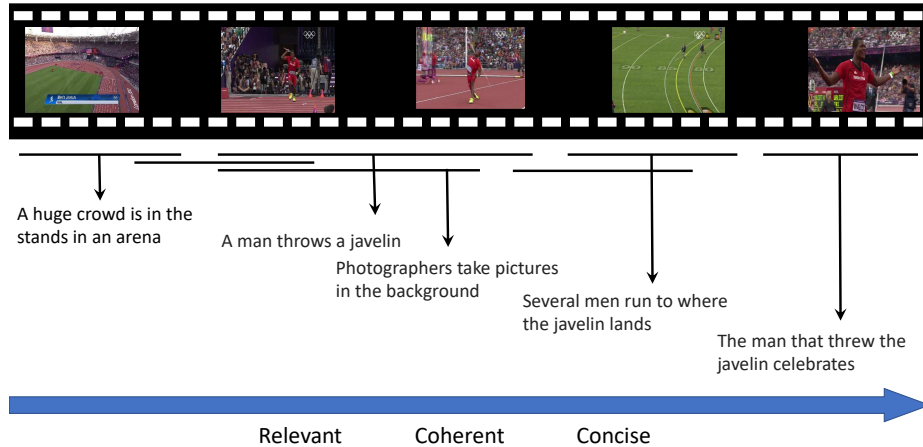 A huge crowd is in the
stands in an arena
A man throws a javelin
Photographers take pictures
in the background
Several men run to where
the javelin lands
The man that threw the
javelin celebrates
Relevant Coherent Concise